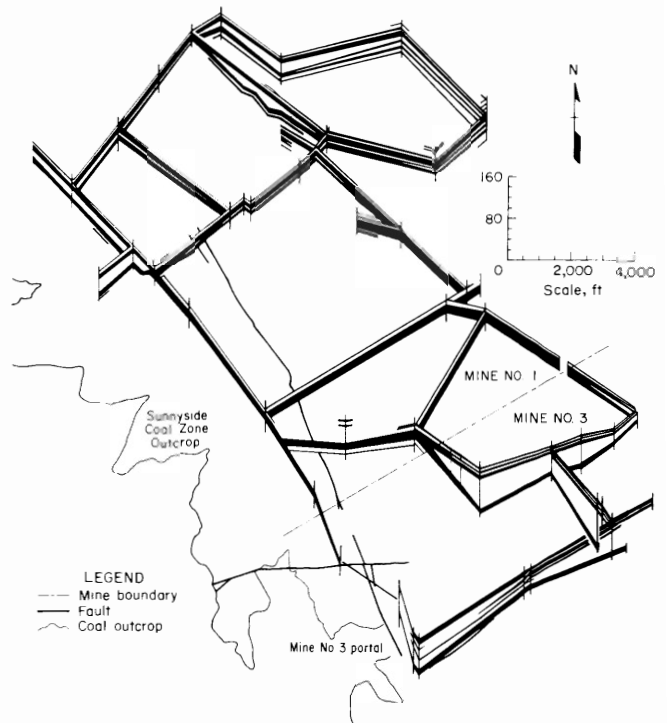 N
160
80
0
2,000
4,000
Scale, ft
MINE NO. 1
MINE NO. 3
Sunnyside
Coal Zone
Outcrop
LEGEND
Mine boundary
Fault
Coal outcrop
Mine No 3 portal